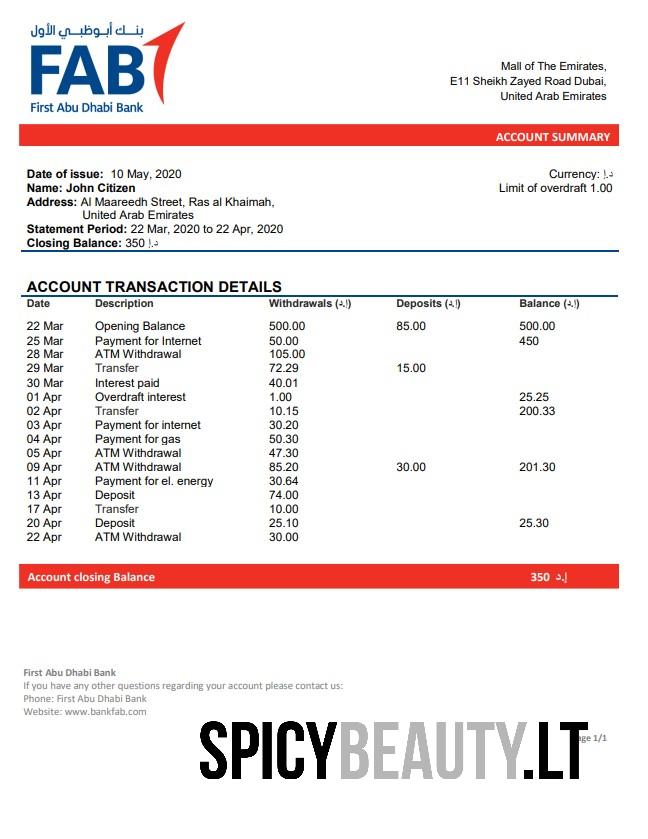 بنك أبوظبي الأول
FAB
First Abu Dhabi Bank
Mall of The Emirates,
E11 Sheikh Zayed Road Dubai,
United Arab Emirates
ACCOUNT SUMMARY
Date of issue: 10 May, 2020
Currency: د.إ
Name: John Citizen
Limit of overdraft 1.00
Address: Al Maareedh Street, Ras al Khaimah,
United Arab Emirates
Statement Period: 22 Mar, 2020 to 22 Apr, 2020
Closing Balance: 350 د.إ
ACCOUNT TRANSACTION DETAILS
Date Description Withdrawals (د.إ) Deposits (د.إ) Balance (د.إ)
22 Mar Opening Balance 500.00 85.00 500.00
25 Mar Payment for Internet 50.00 450
28 Mar ATM Withdrawal 105.00
29 Mar Transfer 72.29 15.00
30 Mar Interest paid 40.01
01 Apr Overdraft interest 1.00 25.25
02 Apr Transfer 10.15 200.33
03 Apr Payment for internet 30.20
04 Apr Payment for gas 50.30
05 Apr ATM Withdrawal 47.30
09 Apr ATM Withdrawal 85.20 30.00 201.30
11 Apr Payment for el. energy 30.64
13 Apr Deposit 74.00
17 Apr Transfer 10.00
20 Apr Deposit 25.10 25.30
22 Apr ATM Withdrawal 30.00
Account closing Balance 350 د.إ
First Abu Dhabi Bank
If you have any other questions regarding your account please contact us:
Phone: First Abu Dhabi Bank
Website: www.bankfab.com
SPICYBEAUTY.LT
1/1